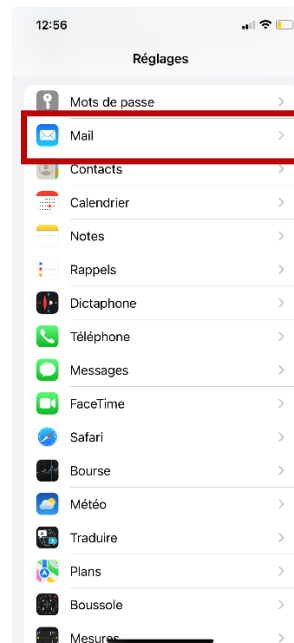 12:56
Réglages
Mots de passe
Mail
Contacts
Calendrier
Notes
Rappels
Dictaphone
Téléphone
Messages
FaceTime
Safari
Bourse
Météo
Traduire
Plans
Boussole
Mesures